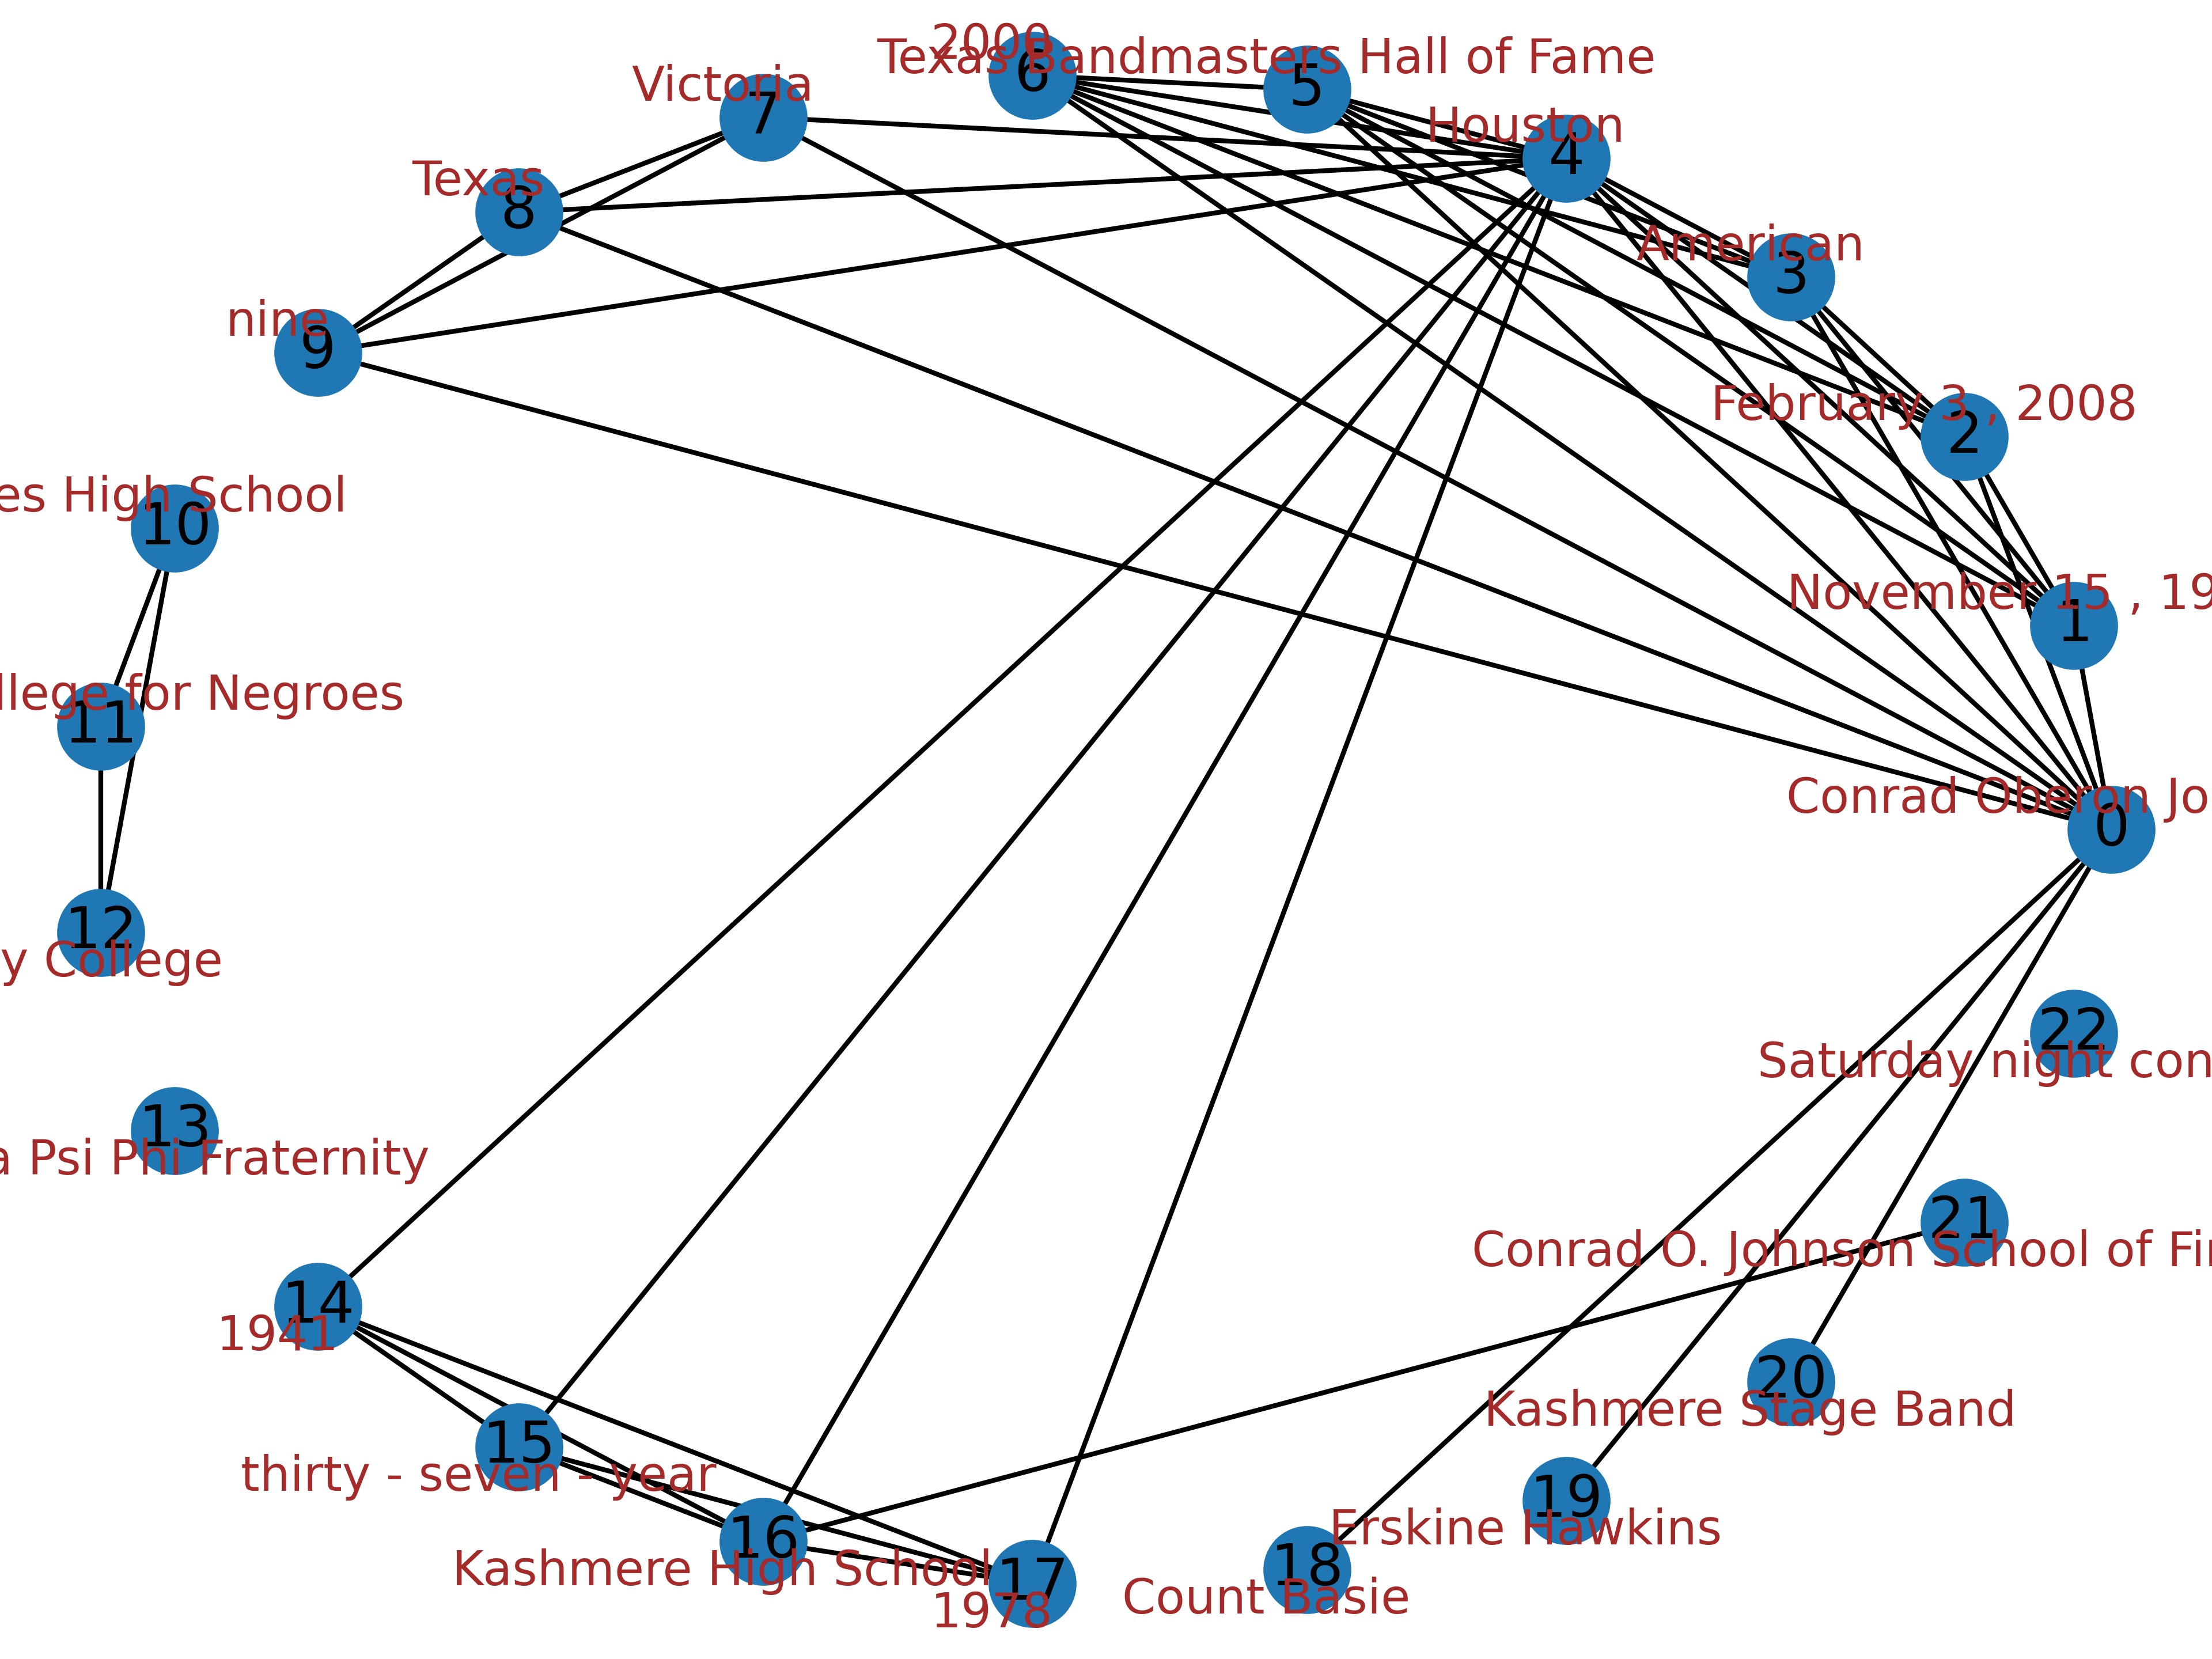 2000
6
Texas Bandmasters Hall of Fame
5
Victoria
7
Houston
4
Texas
8
American
3
nine
9
February 3 , 2008
2
es High School
10
November 15 , 19
1
llege for Negroes
11
Conrad Oberon Jo
0
12
y College
22
Saturday night con
13
a Psi Phi Fraternity
21
Conrad O. Johnson School of Fi
14
1941
20
Kashmere Stage Band
15
thirty - seven - year
19
Erskine Hawkins
16
Kashmere High School
18
Count Basie
17
1978